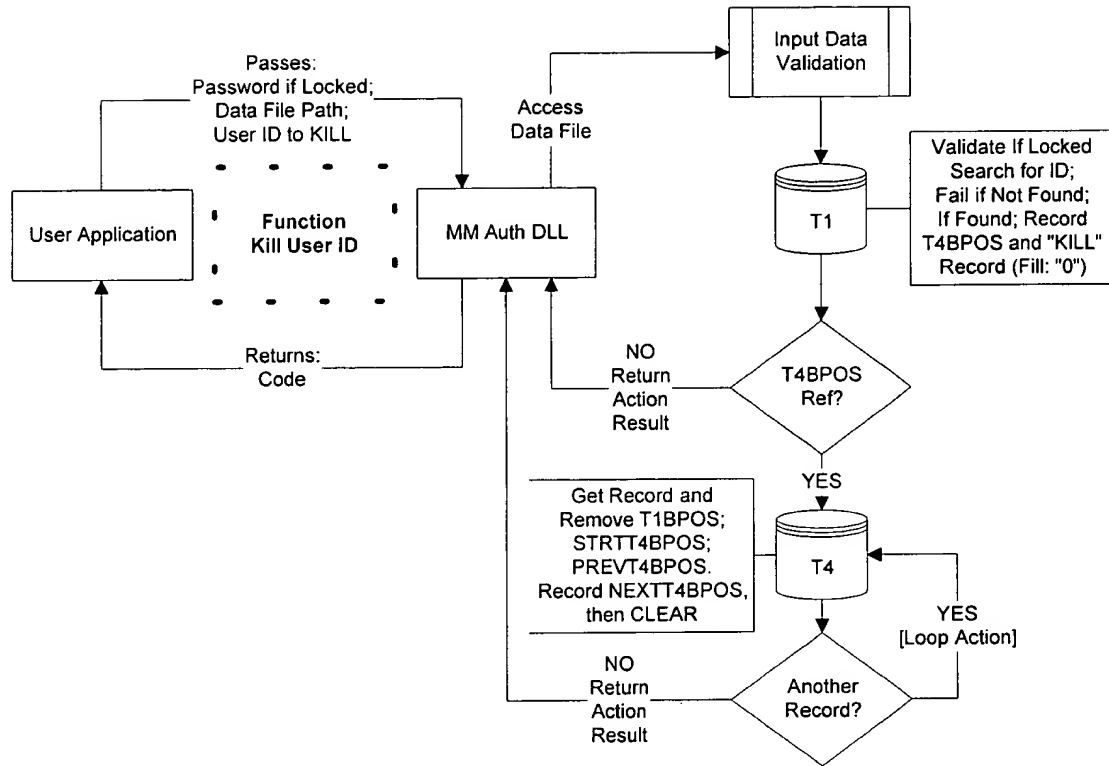 Passes:
Password if Locked;
Data File Path;
User ID to KILL
Input Data
Validation
Access
Data File
Validate If Locked
Search for ID;
Fail if Not Found;
If Found; Record
T4BPOS and "KILL"
Record (Fill: "0")
T1
User Application
Function
Kill User ID
MM Auth DLL
Returns:
Code
NO
Return
Action
Result
T4BPOS
Ref?
YES
Get Record and
Remove T1BPOS;
STRTT4BPOS;
PREVT4BPOS.
Record NEXTT4BPOS,
then CLEAR
T4
YES
[Loop Action]
NO
Return
Action
Result
Another
Record?